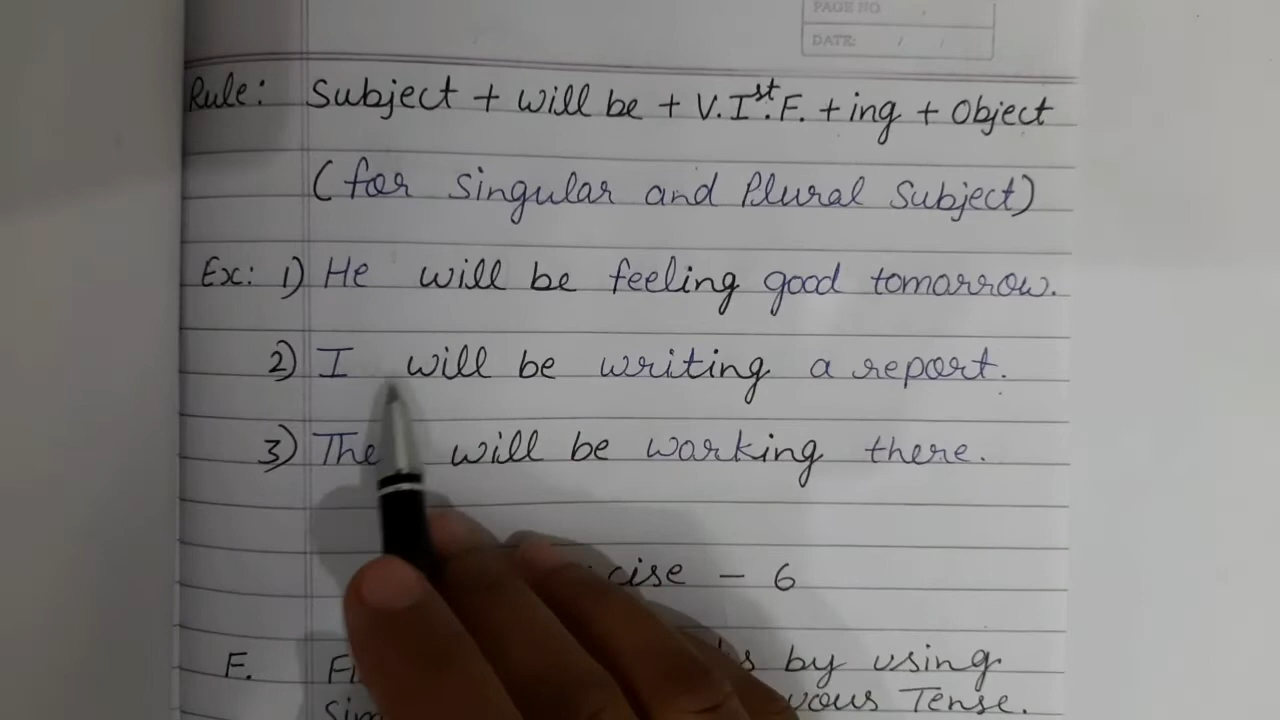 PAGE NO
DATE: / /
Rule: Subject + will be + V.Ist.F. + ing + Object
(for Singular and Plural Subject)
Ex: 1) He will be feeling good tomorrow.
2) I will be writing a report.
3) The will be working there.
cise - 6
F. by using
Tense.